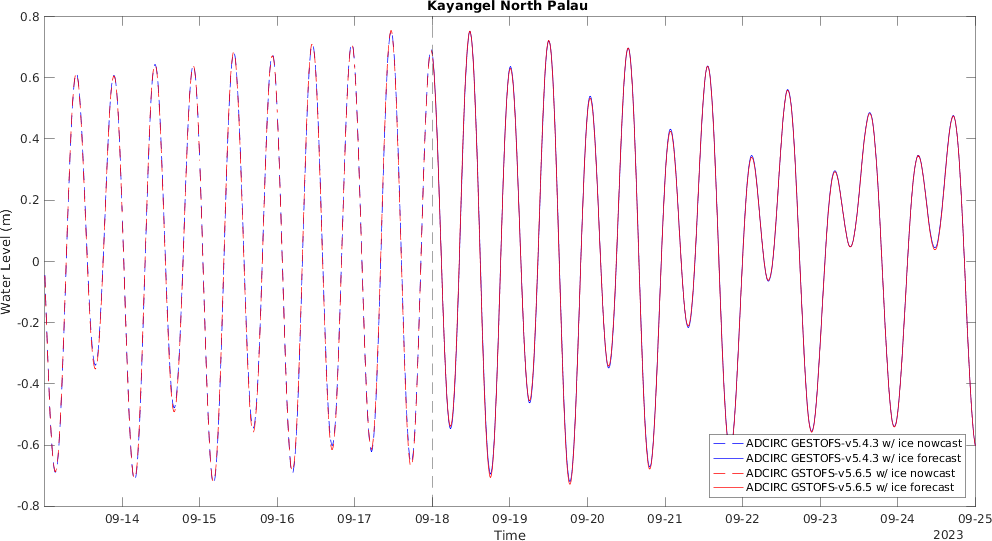 Kayangel North Palau
0.8
0.6
0.4
0.2
0
-0.2
-0.4
-0.6
-0.8
Water Level (m)
ADCIRC GESTOFS-v5.4.3 w/ ice nowcast
ADCIRC GESTOFS-v5.4.3 w/ ice forecast
ADCIRC GSTOFS-v5.6.5 w/ ice nowcast
ADCIRC GSTOFS-v5.6.5 w/ ice forecast
09-14 09-15 09-16 09-17 09-18 09-19 09-20 09-21 09-22 09-23 09-24 09-25
Time
2023